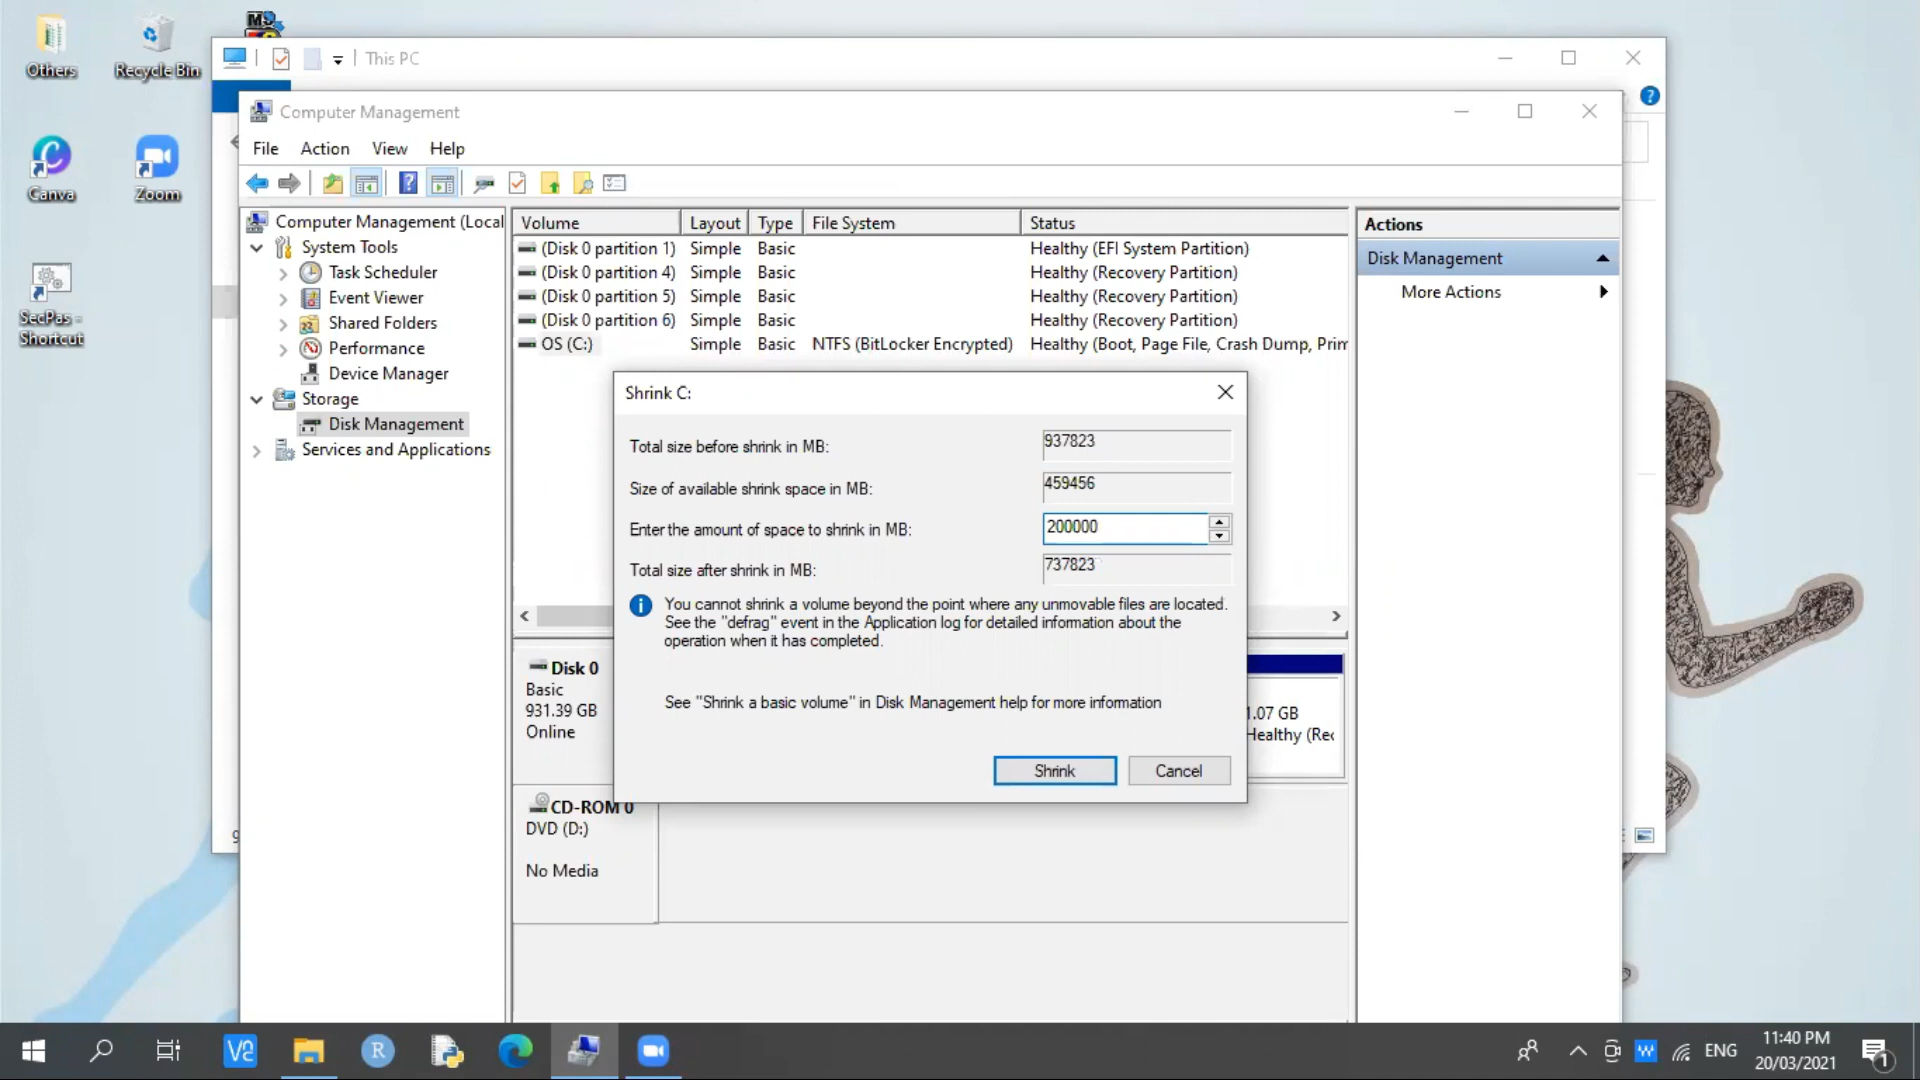 Others
Recycle Bin
Canva
Zoom
SecPas -
Shortcut
This PC
Computer Management
File Action View Help
Computer Management (Local
System Tools
Task Scheduler
Event Viewer
Shared Folders
Performance
Device Manager
Storage
Disk Management
Services and Applications
Volume Layout Type File System Status
(Disk 0 partition 1) Simple Basic Healthy (EFI System Partition)
(Disk 0 partition 4) Simple Basic Healthy (Recovery Partition)
(Disk 0 partition 5) Simple Basic Healthy (Recovery Partition)
(Disk 0 partition 6) Simple Basic Healthy (Recovery Partition)
OS (C:) Simple Basic NTFS (BitLocker Encrypted) Healthy (Boot, Page File, Crash Dump, Prim
Actions
Disk Management
More Actions
Shrink C:
Total size before shrink in MB: 937823
Size of available shrink space in MB: 459456
Enter the amount of space to shrink in MB: 200000
Total size after shrink in MB: 737823
You cannot shrink a volume beyond the point where any unmovable files are located.
See the "defrag" event in the Application log for detailed information about the
operation when it has completed.
See "Shrink a basic volume" in Disk Management help for more information
Shrink Cancel
Disk 0
Basic
931.39 GB
Online
1.07 GB
Healthy (Rec
CD-ROM 0
DVD (D:)
No Media
ENG
11:40 PM
20/03/2021
1